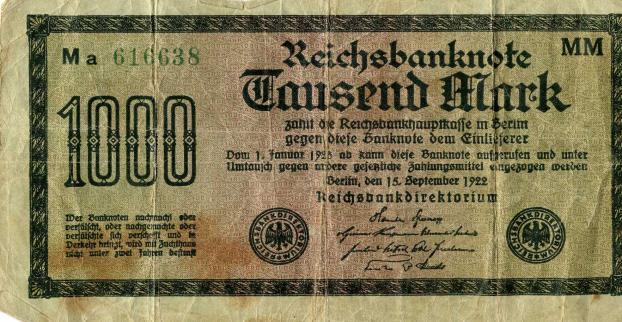 Ma 616638
Reichsbanknote
MM
Tausend Mark
1000
zahlt die Reichsbankhauptkasse in Berlin
gegen diese Banknote dem Einlieferer
Vom 1. Januar 1923 ab kann diese Banknote aufgerufen und unter
Umtausch gegen andere gesetzliche Zahlungsmittel eingezogen werden
Berlin, den 15. September 1922
Reichsbankdirektorium
Wer Banknoten nachmacht oder
verfälscht, oder nachgemachte oder
verfälschte sich verschafft und in
Verkehr bringt, wird mit Zuchthaus
nicht unter zwei Jahren bestraft
REICHSBANKDIREKTORIUM
REICHSBANKDIREKTORIUM